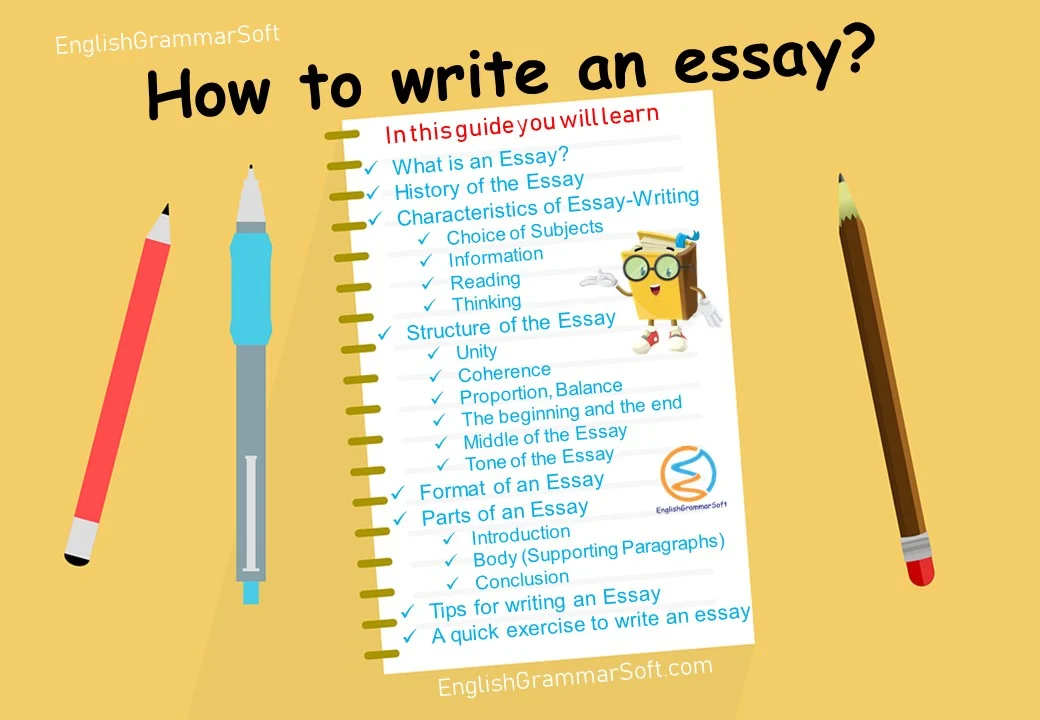 EnglishGrammarSoft
How to write an essay?
In this guide you will learn
✓ What is an Essay?
✓ History of the Essay
✓ Characteristics of Essay-Writing
✓ Choice of Subjects
✓ Information
✓ Reading
✓ Thinking
✓ Structure of the Essay
✓ Unity
✓ Coherence
✓ Proportion, Balance
✓ The beginning and the end
✓ Middle of the Essay
✓ Tone of the Essay
✓ Format of an Essay
EnglishGrammarSoft
✓ Parts of an Essay
✓ Introduction
✓ Body (Supporting Paragraphs)
✓ Conclusion
✓ Tips for writing an Essay
✓ A quick exercise to write an essay
EnglishGrammarSoft.com